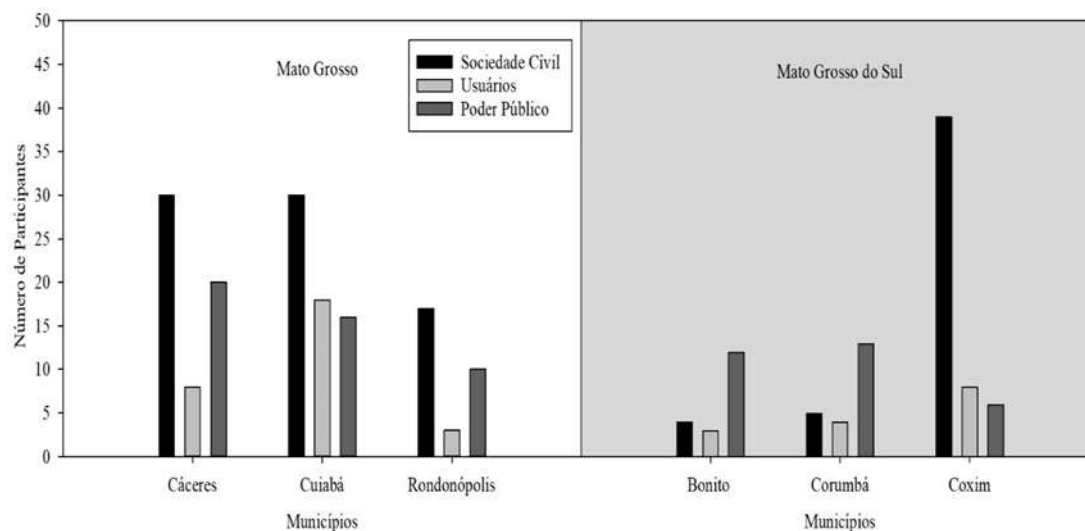 50
45
40
35
30
25
20
15
10
5
0
Número de Participantes
Mato Grosso
Sociedade Civil
Usuários
Poder Público
Mato Grosso do Sul
Cáceres
Cuiabá
Rondonópolis
Bonito
Corumbá
Coxim
Municípios
Municípios